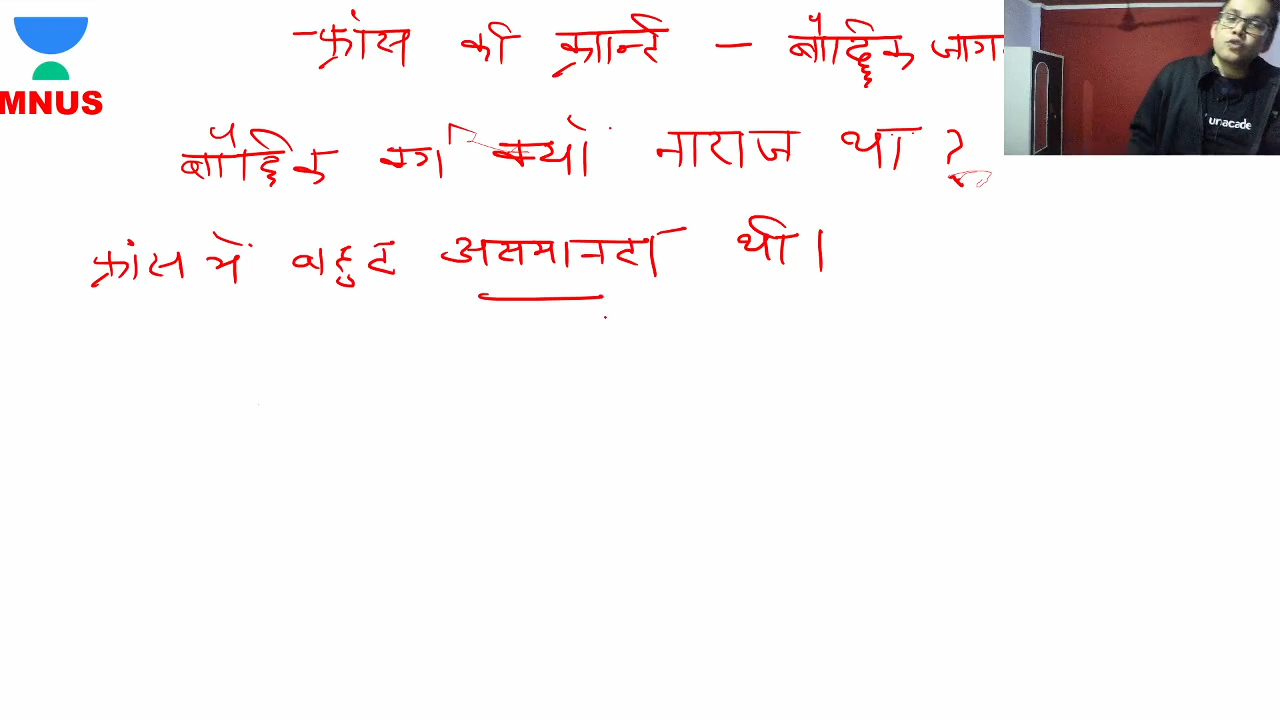 फ्रांस की क्रान्ति - बौद्धिक जाग
बौद्धिक वर्ग क्यों नाराज था ?
फ्रांस में बहुत असमानता थी।
MNUS
unacade